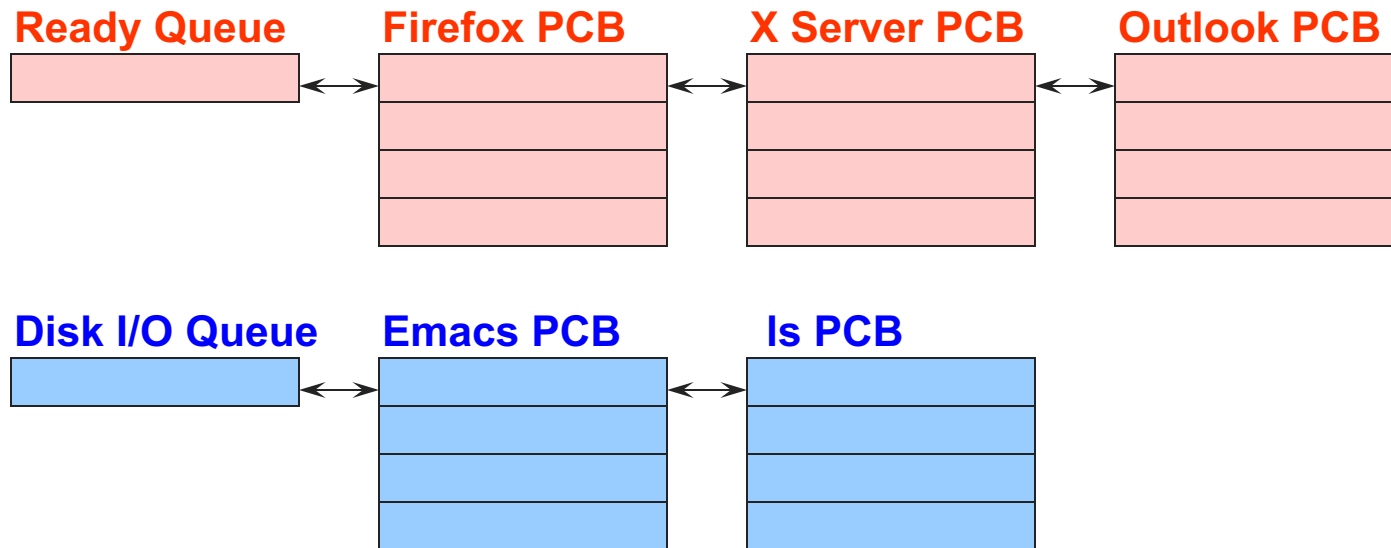 Ready Queue Firefox PCB X Server PCB Outlook PCB
Disk I/O Queue Emacs PCB ls PCB